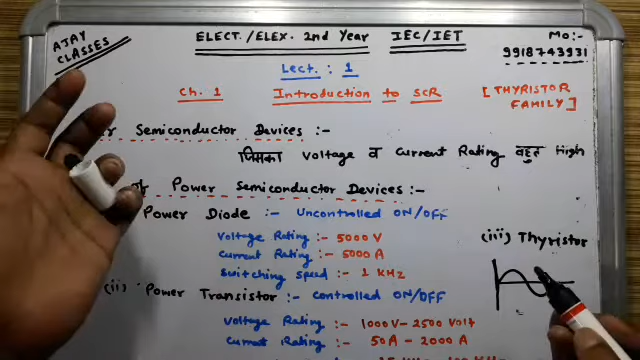 AJAY CLASSES
ELECT./ELEX. 2nd Year IEC/IET
Mo:-
9918743931
Lect. : 1
Ch. 1 Introduction to SCR [THYRISTOR FAMILY]
Semiconductor Devices :-
जिसका Voltage व Current Rating बहुत High
of Power Semiconductor Devices :-
Power Diode :- Uncontrolled ON/OFF
Voltage Rating :- 5000 V
Current Rating :- 5000 A
Switching Speed :- 1 KHz
(iii) Thyristor
(ii) Power Transistor :- Controlled ON/OFF
Voltage Rating :- 1000V - 2500 Volt
Current Rating :- 50A - 2000 A